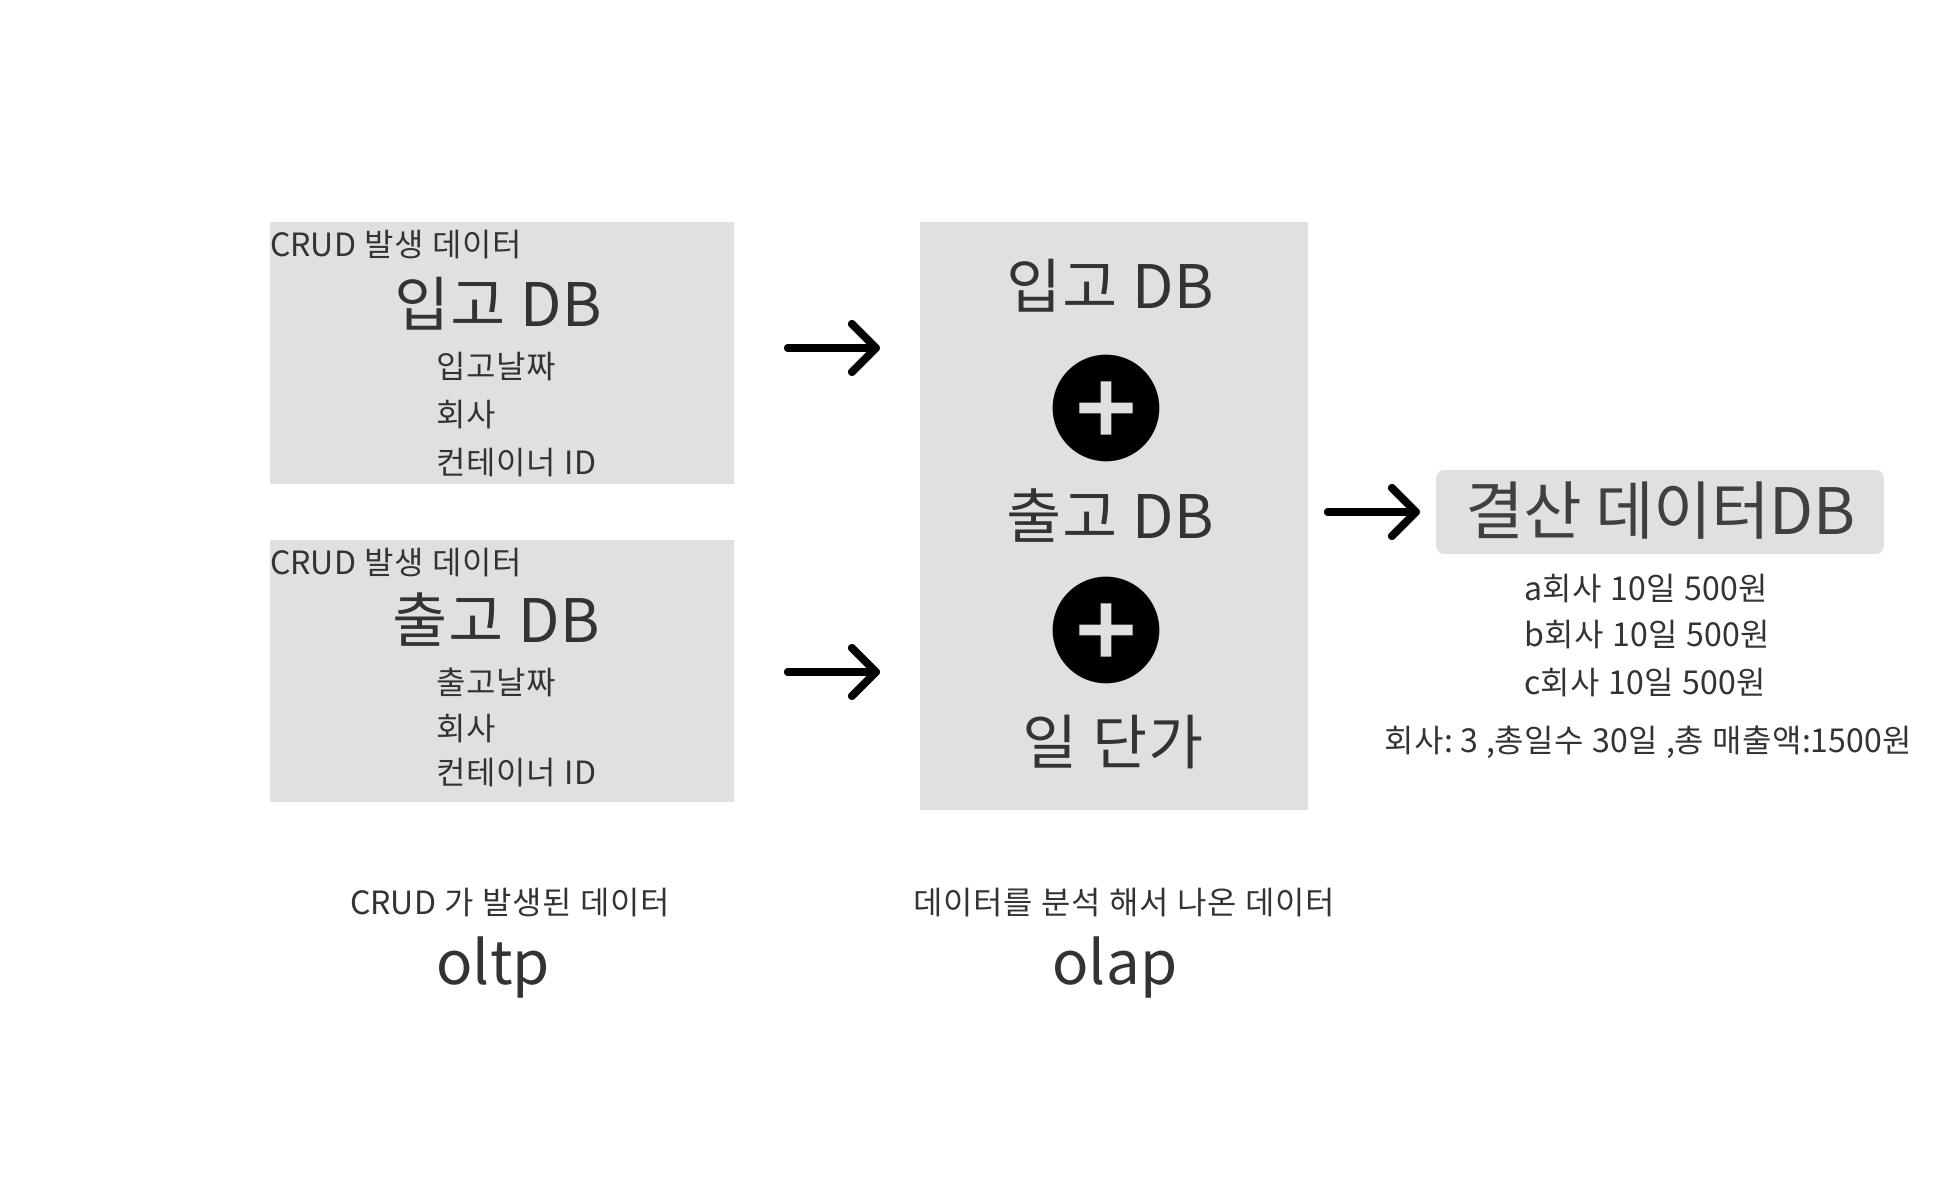 CRUD 발생 데이터
입고 DB
입고날짜
회사
컨테이너 ID
CRUD 발생 데이터
출고 DB
출고날짜
회사
컨테이너 ID
CRUD 가 발생된 데이터
oltp
입고 DB
출고 DB
일 단가
데이터를 분석 해서 나온 데이터
olap
결산 데이터DB
a회사 10일 500원
b회사 10일 500원
c회사 10일 500원
회사: 3 ,총일수 30일 ,총 매출액:1500원